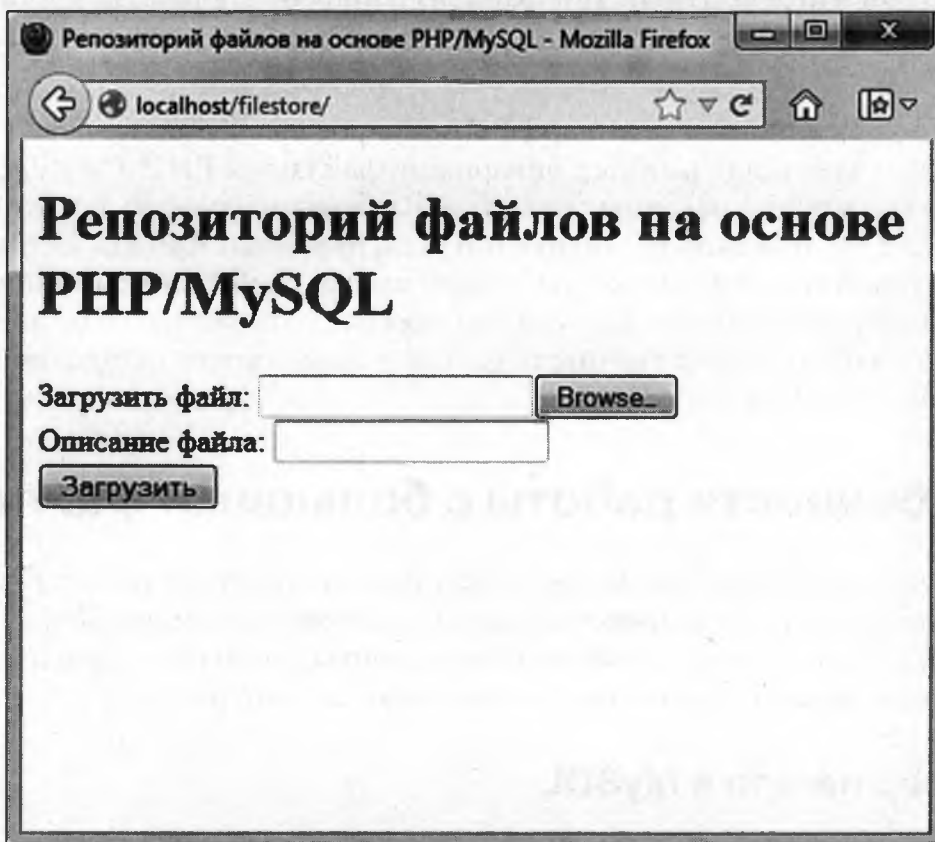 Репозиторий файлов на основе PHP/MySQL - Mozilla Firefox
localhost/filestore/
Репозиторий файлов на основе
PHP/MySQL
Загрузить файл:
Browse...
Описание файла:
Загрузить